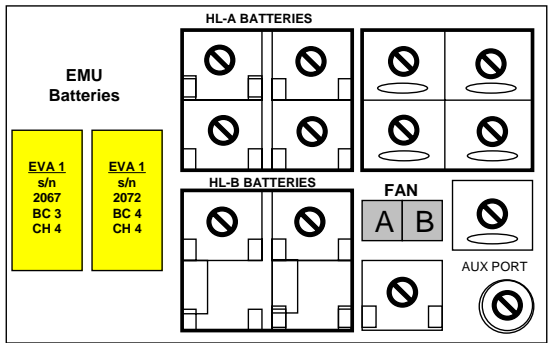 HL-A BATTERIES
EMU
Batteries
EVA 1
s/n
2067
BC 3
CH 4
EVA 1
s/n
2072
BC 4
CH 4
HL-B BATTERIES
FAN
A B
AUX PORT